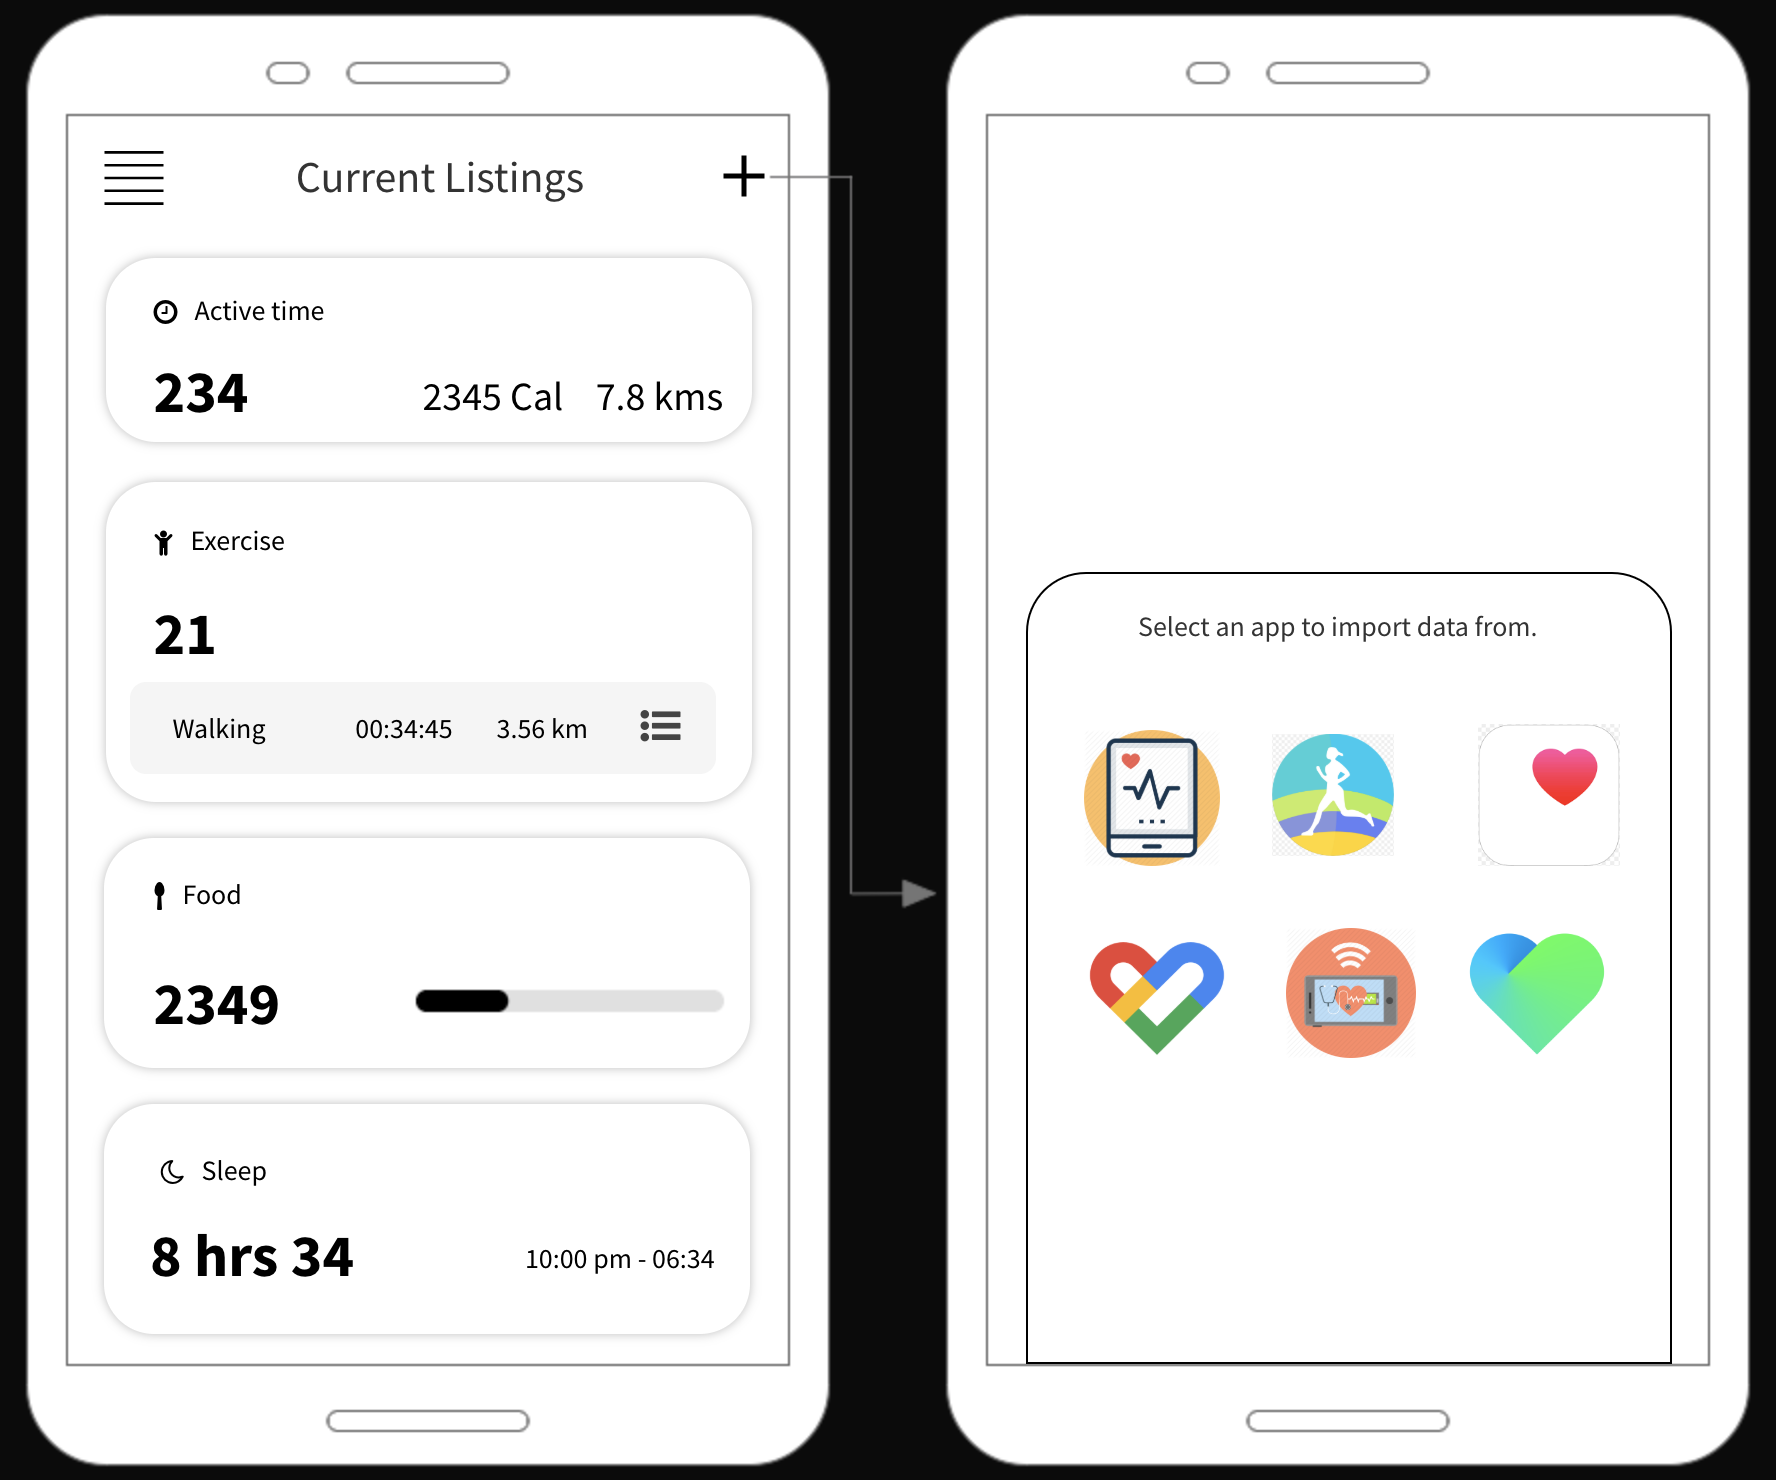 Current Listings
Active time
234 2345 Cal 7.8 kms
Exercise
21
Walking 00:34:45 3.56 km
Food
2349
Sleep
8 hrs 34 10:00 pm - 06:34
Select an app to import data from.